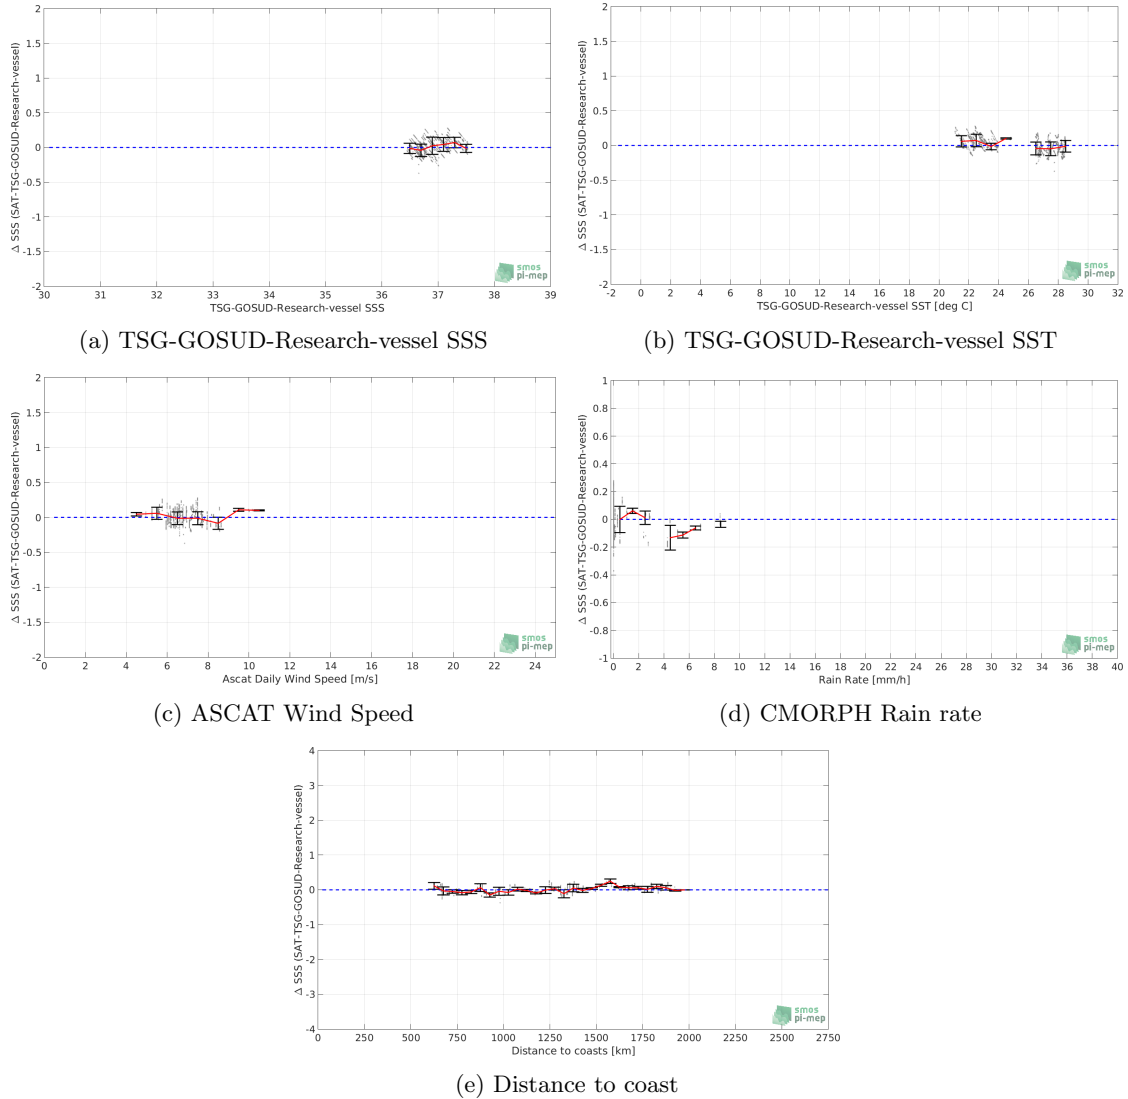 Δ SSS (SAT-TSG-GOSUD-Research-vessel)
2
1.5
1
0.5
0
-0.5
-1
-1.5
-2
30 31 32 33 34 35 36 37 38 39
TSG-GOSUD-Research-vessel SSS
smos
pi-mep
(a) TSG-GOSUD-Research-vessel SSS
Δ SSS (SAT-TSG-GOSUD-Research-vessel)
2
1.5
1
0.5
0
-0.5
-1
-1.5
-2
-2 0 2 4 6 8 10 12 14 16 18 20 22 24 26 28 30 32
TSG-GOSUD-Research-vessel SST [deg C]
smos
pi-mep
(b) TSG-GOSUD-Research-vessel SST
Δ SSS (SAT-TSG-GOSUD-Research-vessel)
2
1.5
1
0.5
0
-0.5
-1
-1.5
-2
0 2 4 6 8 10 12 14 16 18 20 22 24
Ascat Daily Wind Speed [m/s]
smos
pi-mep
(c) ASCAT Wind Speed
Δ SSS (SAT-TSG-GOSUD-Research-vessel)
1
0.8
0.6
0.4
0.2
0
-0.2
-0.4
-0.6
-0.8
-1
0 2 4 6 8 10 12 14 16 18 20 22 24 26 28 30 32 34 36 38 40
Rain Rate [mm/h]
smos
pi-mep
(d) CMORPH Rain rate
Δ SSS (SAT-TSG-GOSUD-Research-vessel)
4
3
2
1
0
-1
-2
-3
-4
0 250 500 750 1000 1250 1500 1750 2000 2250 2500 2750
Distance to coasts [km]
smos
pi-mep
(e) Distance to coast